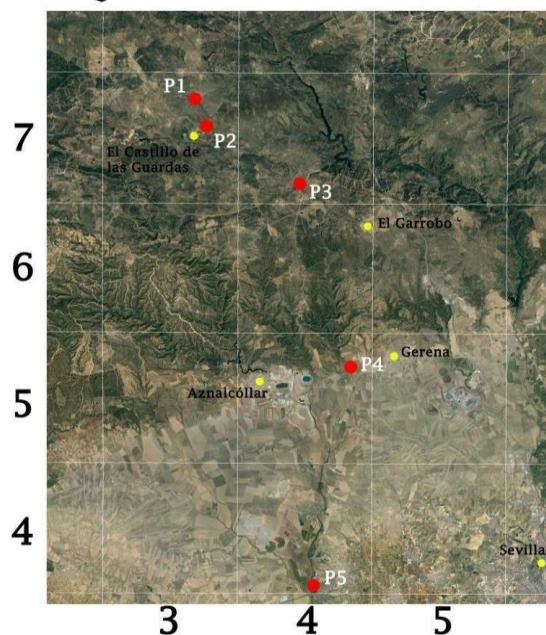 P1
7
P2
El Castillo de
las Guardas
P3
El Garrobo
6
P4
Gerena
5
Aznalcóllar
4
Sevilla
P5
3
4
5